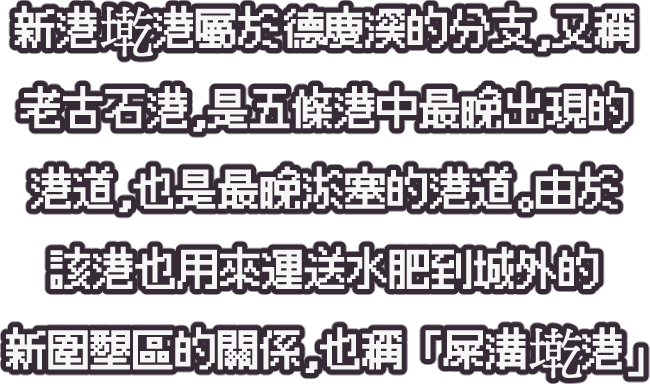 新港墘港屬於德慶溪的分支,又稱
老古石港,是五條港中最晚出現的
港道,也是最晚淤塞的港道。由於
該港也用來運送水肥到城外的
新圍墾區的關係,也稱「屎溝墘港」